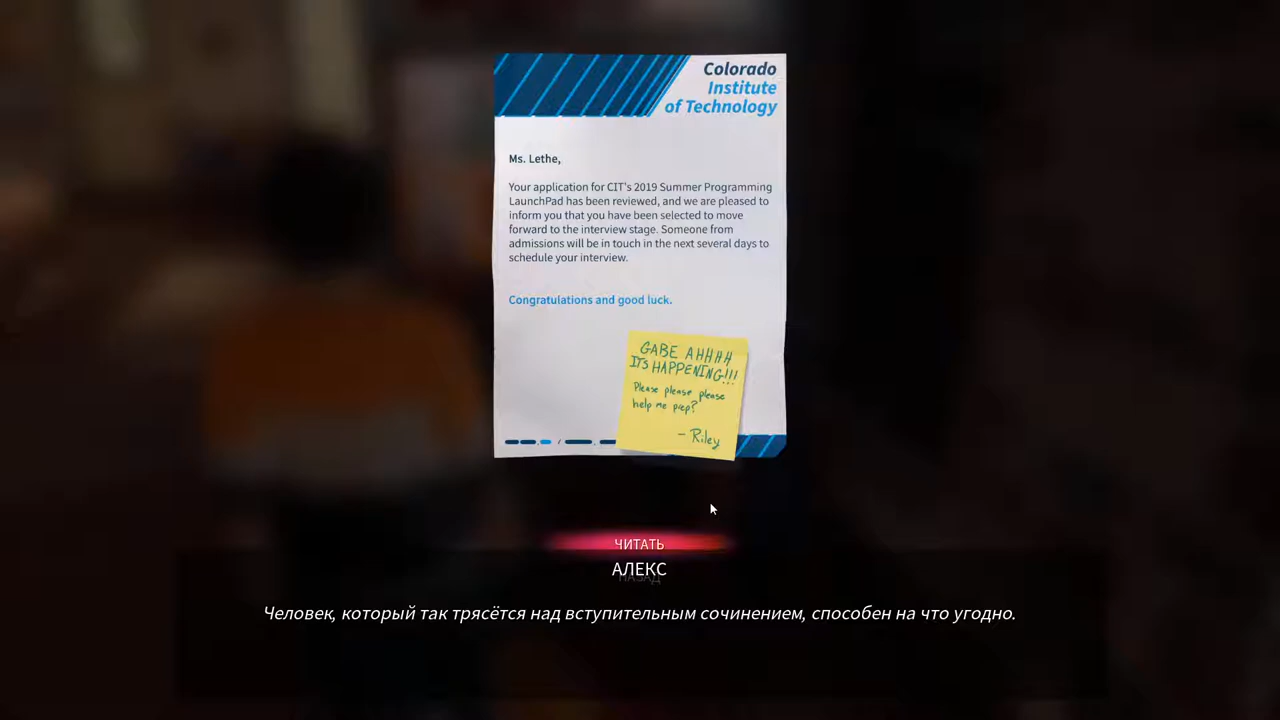 Colorado
Institute
of Technology
Ms. Lethe,
Your application for CIT's 2019 Summer Programming
LaunchPad has been reviewed, and we are pleased to
inform you that you have been selected to move
forward to the interview stage. Someone from
admissions will be in touch in the next several days to
schedule your interview.
Congratulations and good luck.
GABE AHHHH
ITS HAPPENING!!!
Please please please
help me prep?
- Riley
ЧИТАТЬ
АЛЕКС
НАЗАД
Человек, который так трясётся над вступительным сочинением, способен на что угодно.